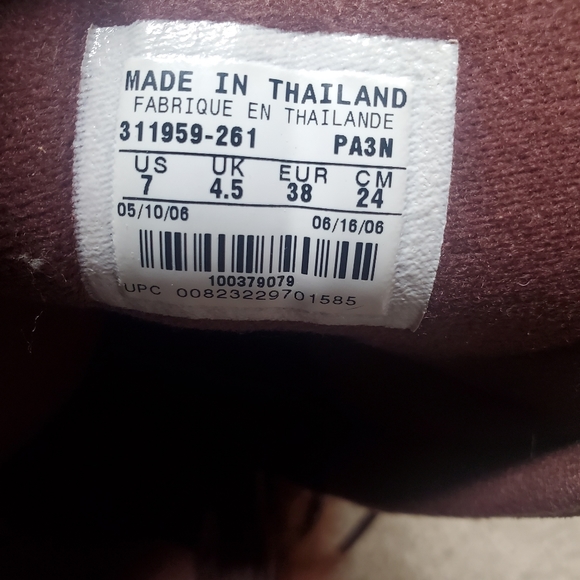 MADE IN THAILAND
FABRIQUE EN THAILANDE
311959-261 PA3N
US UK EUR CM
7 4.5 38 24
05/10/06 06/16/06
100379079
UPC 00823229701585